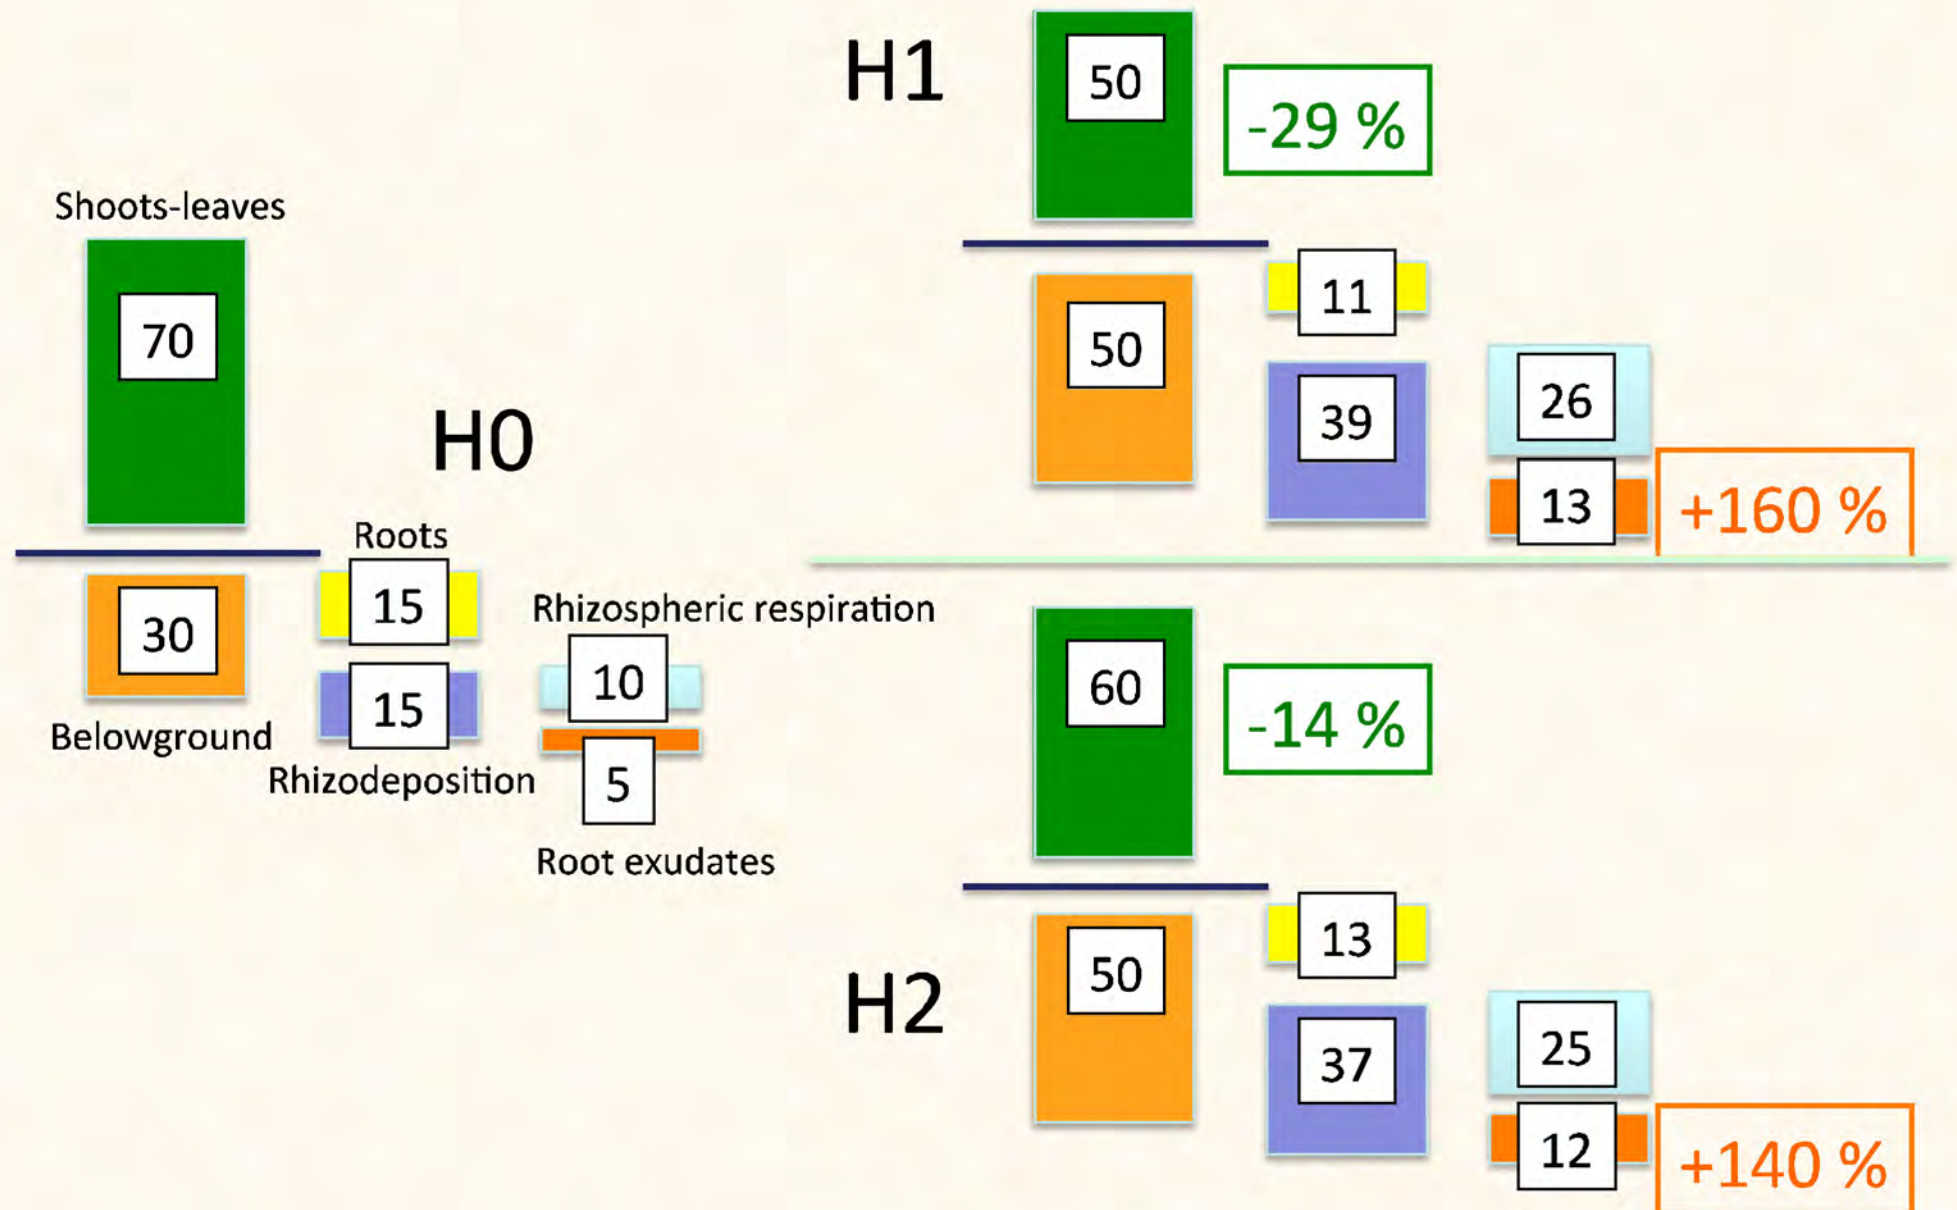 Shoots-leaves
70
H0
30
Belowground
Roots
15
15
Rhizodeposition
Rhizospheric respiration
10
5
Root exudates
H1
50
-29 %
50
11
39
26
13
+160 %
H2
60
-14 %
50
13
37
25
12
+140 %